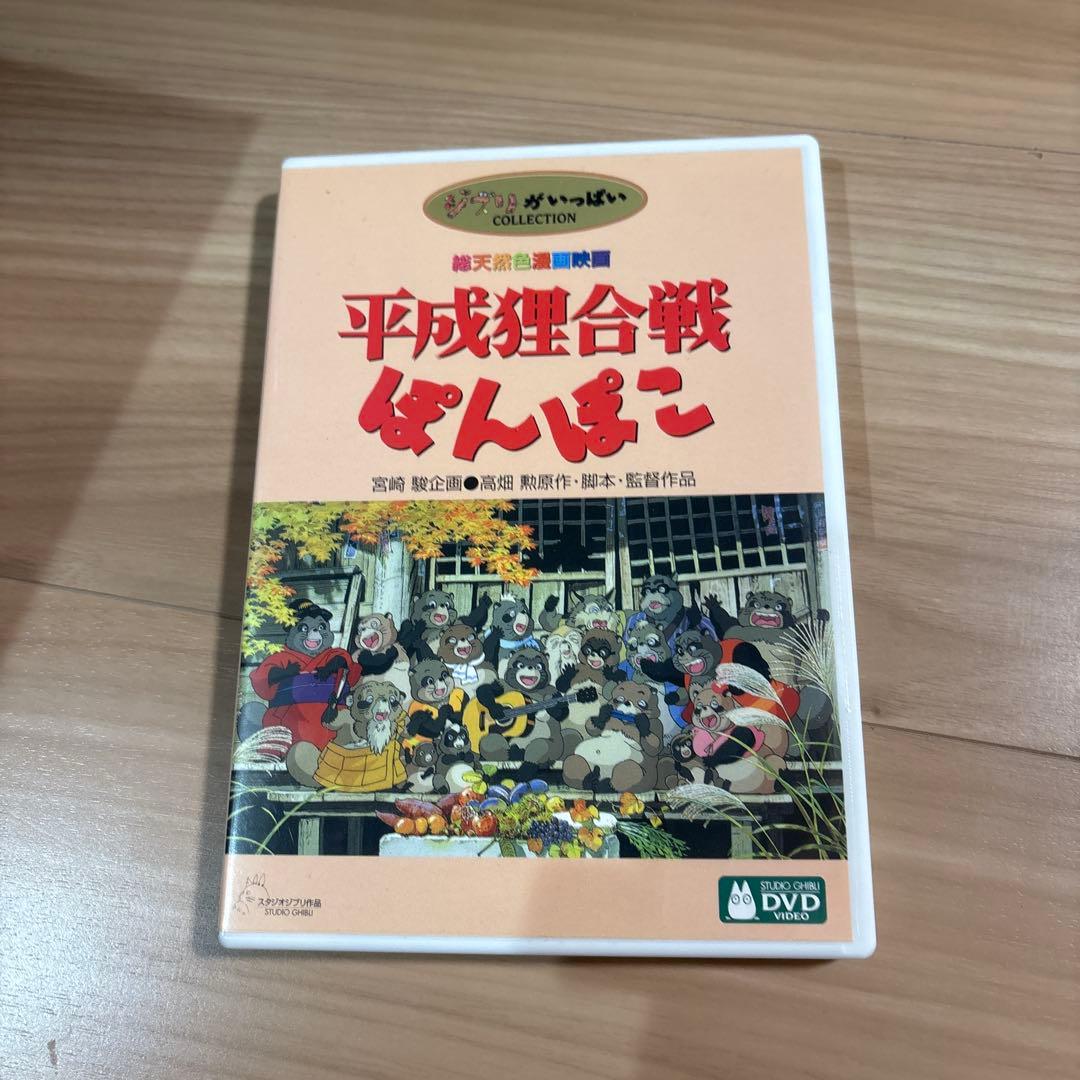 ジブリがいっぱい
COLLECTION
総天然色漫画映画
平成狸合戦
ぽんぽこ
宮崎 駿企画●高畑 勲原作・脚本・監督作品
スタジオジブリ作品
STUDIO GHIBLI
STUDIO GHIBLI
DVD
VIDEO